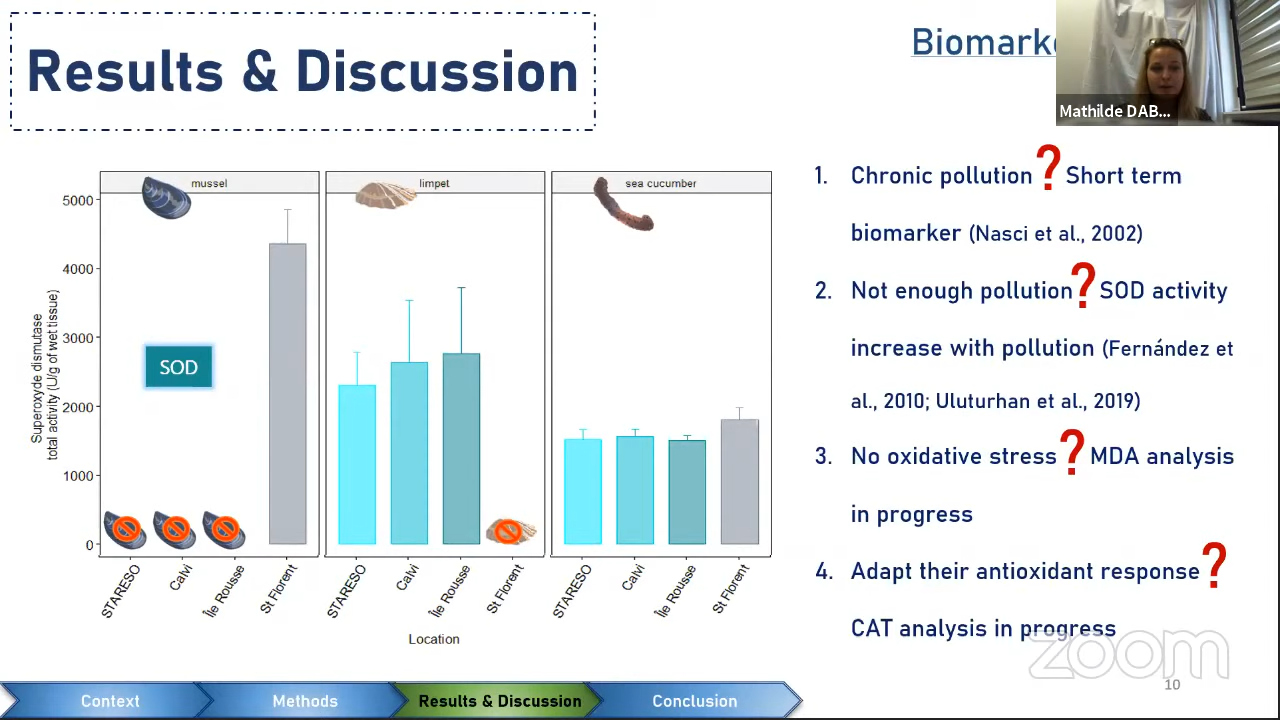 Results & Discussion
Mathilde DAB...
mussel
limpet
sea cucumber
5000
4000
3000
2000
1000
0
Superoxyde dismutase
total activity (U/g of wet tissue)
SOD
STARESO
Calvi
Île Rousse
St Florent
STARESO
Calvi
Île Rousse
St Florent
STARESO
Calvi
Île Rousse
St Florent
Location
1. Chronic pollution ? Short term
biomarker (Nasci et al., 2002)
2. Not enough pollution ? SOD activity
increase with pollution (Fernández et
al., 2010; Uluturhan et al., 2019)
3. No oxidative stress ? MDA analysis
in progress
4. Adapt their antioxidant response ?
CAT analysis in progress
zoom
10
Context
Methods
Results & Discussion
Conclusion